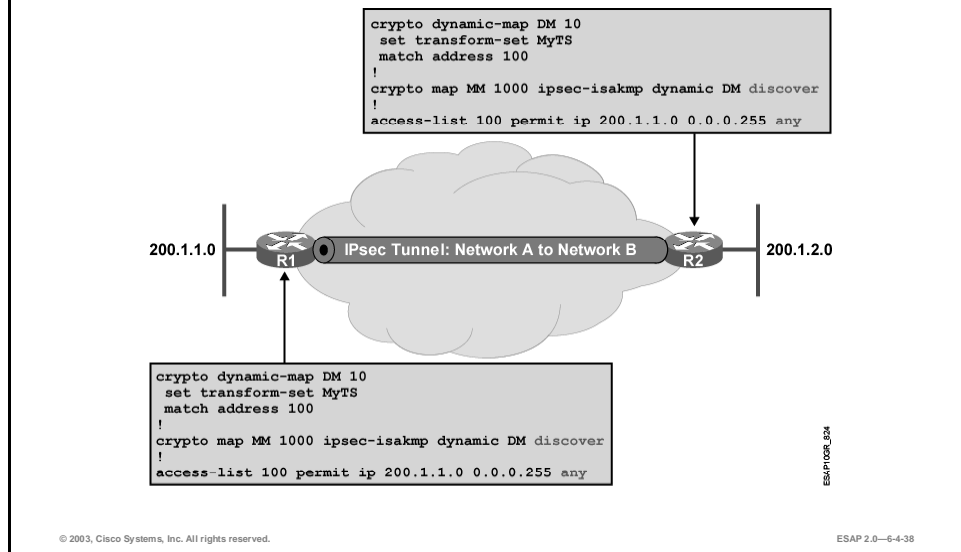 crypto dynamic-map DM 10
set transform-set MyTS
match address 100
!
crypto map MM 1000 ipsec-isakmp dynamic DM discover
!
access-list 100 permit ip 200.1.1.0 0.0.0.255 any
200.1.1.0
R1
IPsec Tunnel: Network A to Network B
R2
200.1.2.0
crypto dynamic-map DM 10
set transform-set MyTS
match address 100
!
crypto map MM 1000 ipsec-isakmp dynamic DM discover
!
access-list 100 permit ip 200.1.1.0 0.0.0.255 any
ESAP10GR_824
© 2003, Cisco Systems, Inc. All rights reserved.
ESAP 2.0—6-4-38